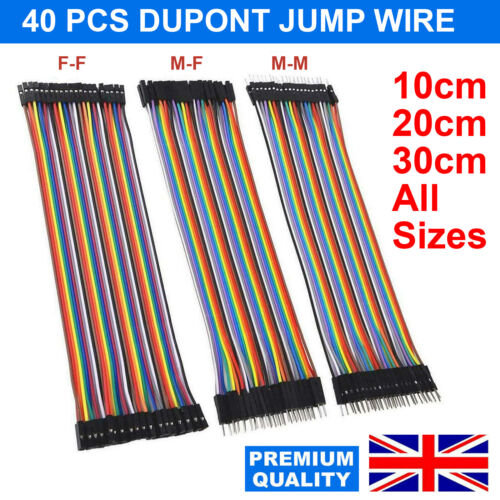 40 PCS DUPONT JUMP WIRE
F-F
M-F
M-M
10cm
20cm
30cm
All
Sizes
PREMIUM
QUALITY